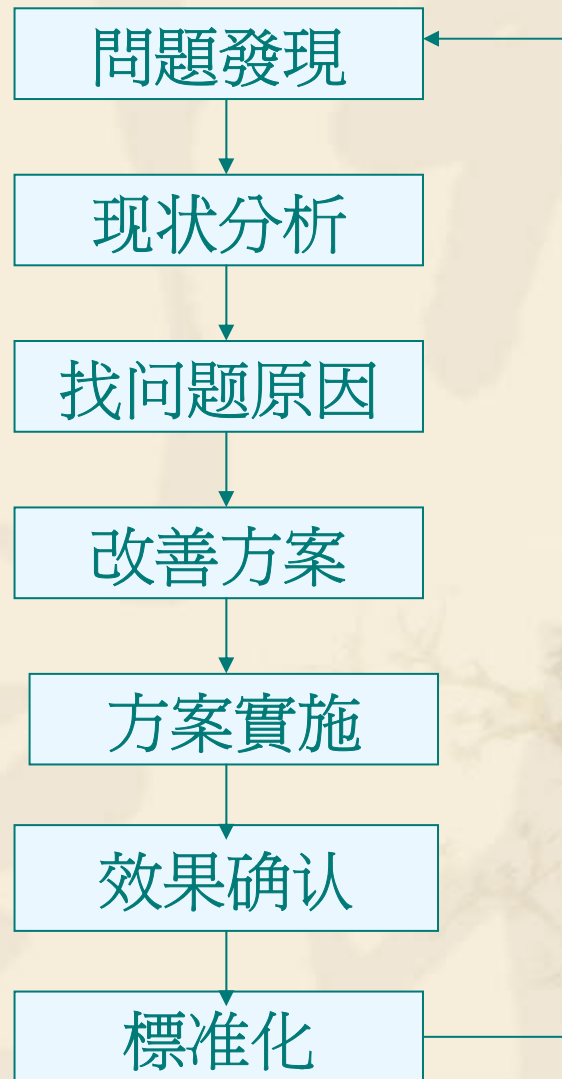 問題發現
现状分析
找问题原因
改善方案
方案實施
效果确认
標准化